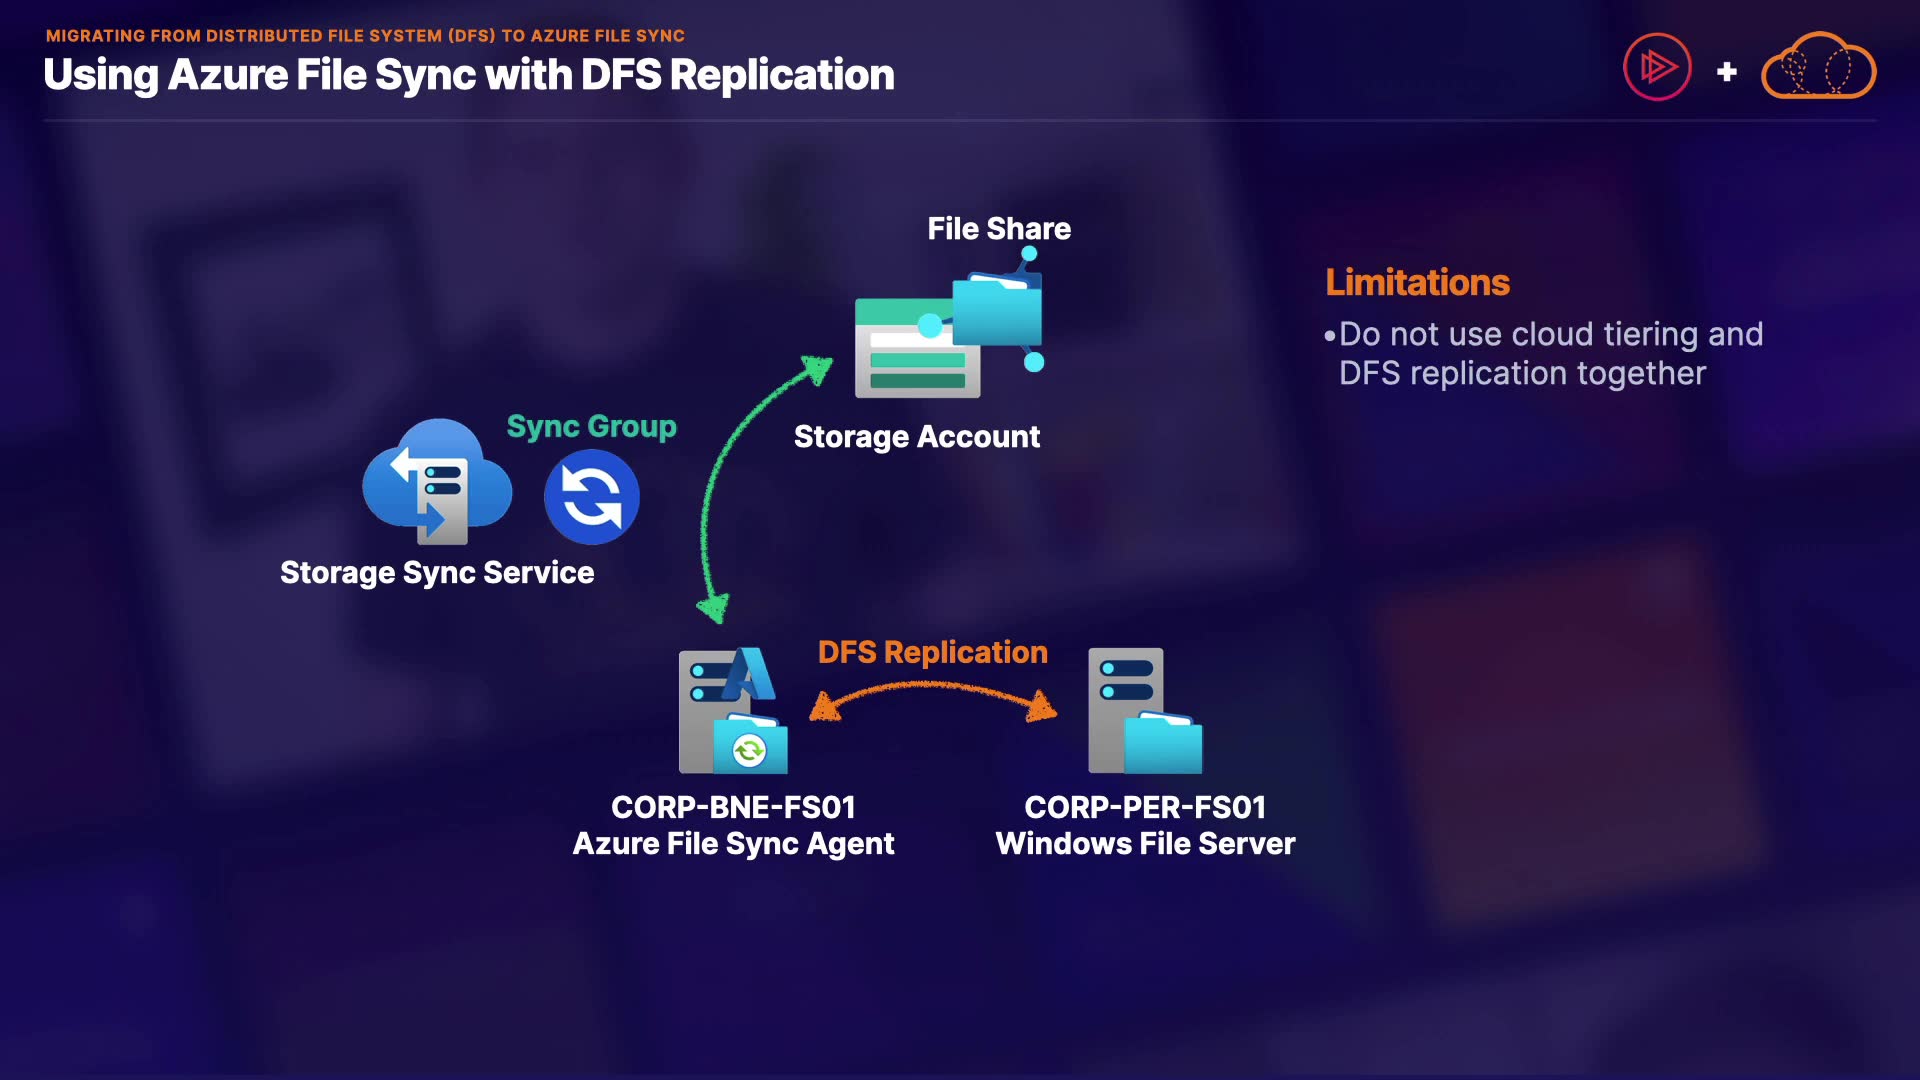 MIGRATING FROM DISTRIBUTED FILE SYSTEM (DFS) TO AZURE FILE SYNC
Using Azure File Sync with DFS Replication
File Share
Limitations
•Do not use cloud tiering and
DFS replication together
Sync Group
Storage Account
Storage Sync Service
DFS Replication
CORP-BNE-FS01
Azure File Sync Agent
CORP-PER-FS01
Windows File Server